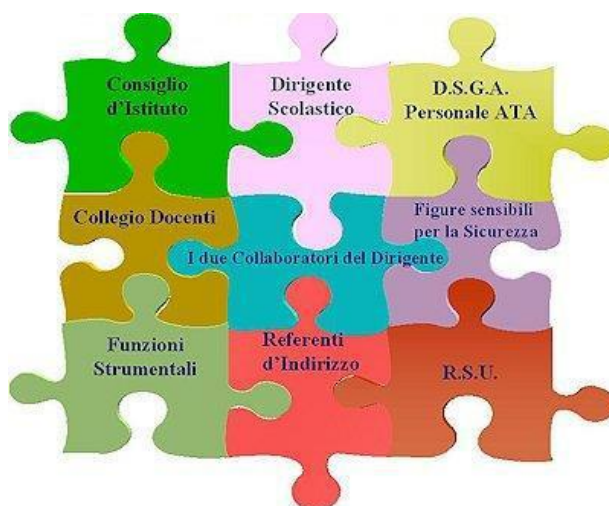 Consiglio
d'Istituto
Dirigente
Scolastico
D.S.G.A.
Personale ATA
Collegio Docenti
I due Collaboratori del Dirigente
Figure sensibili
per la Sicurezza
Funzioni
Strumentali
Referenti
d'Indirizzo
R.S.U.